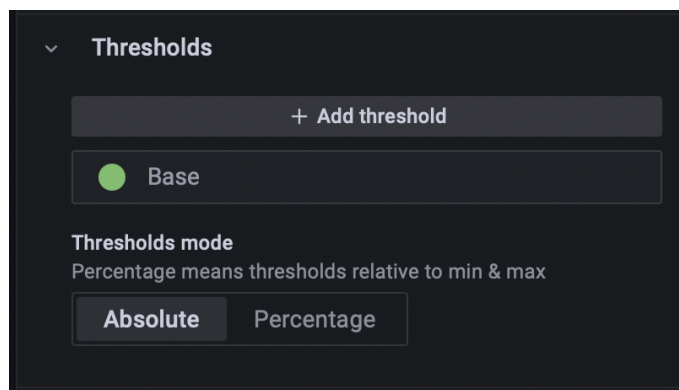 Thresholds
+ Add threshold
Base
Thresholds mode
Percentage means thresholds relative to min & max
Absolute Percentage